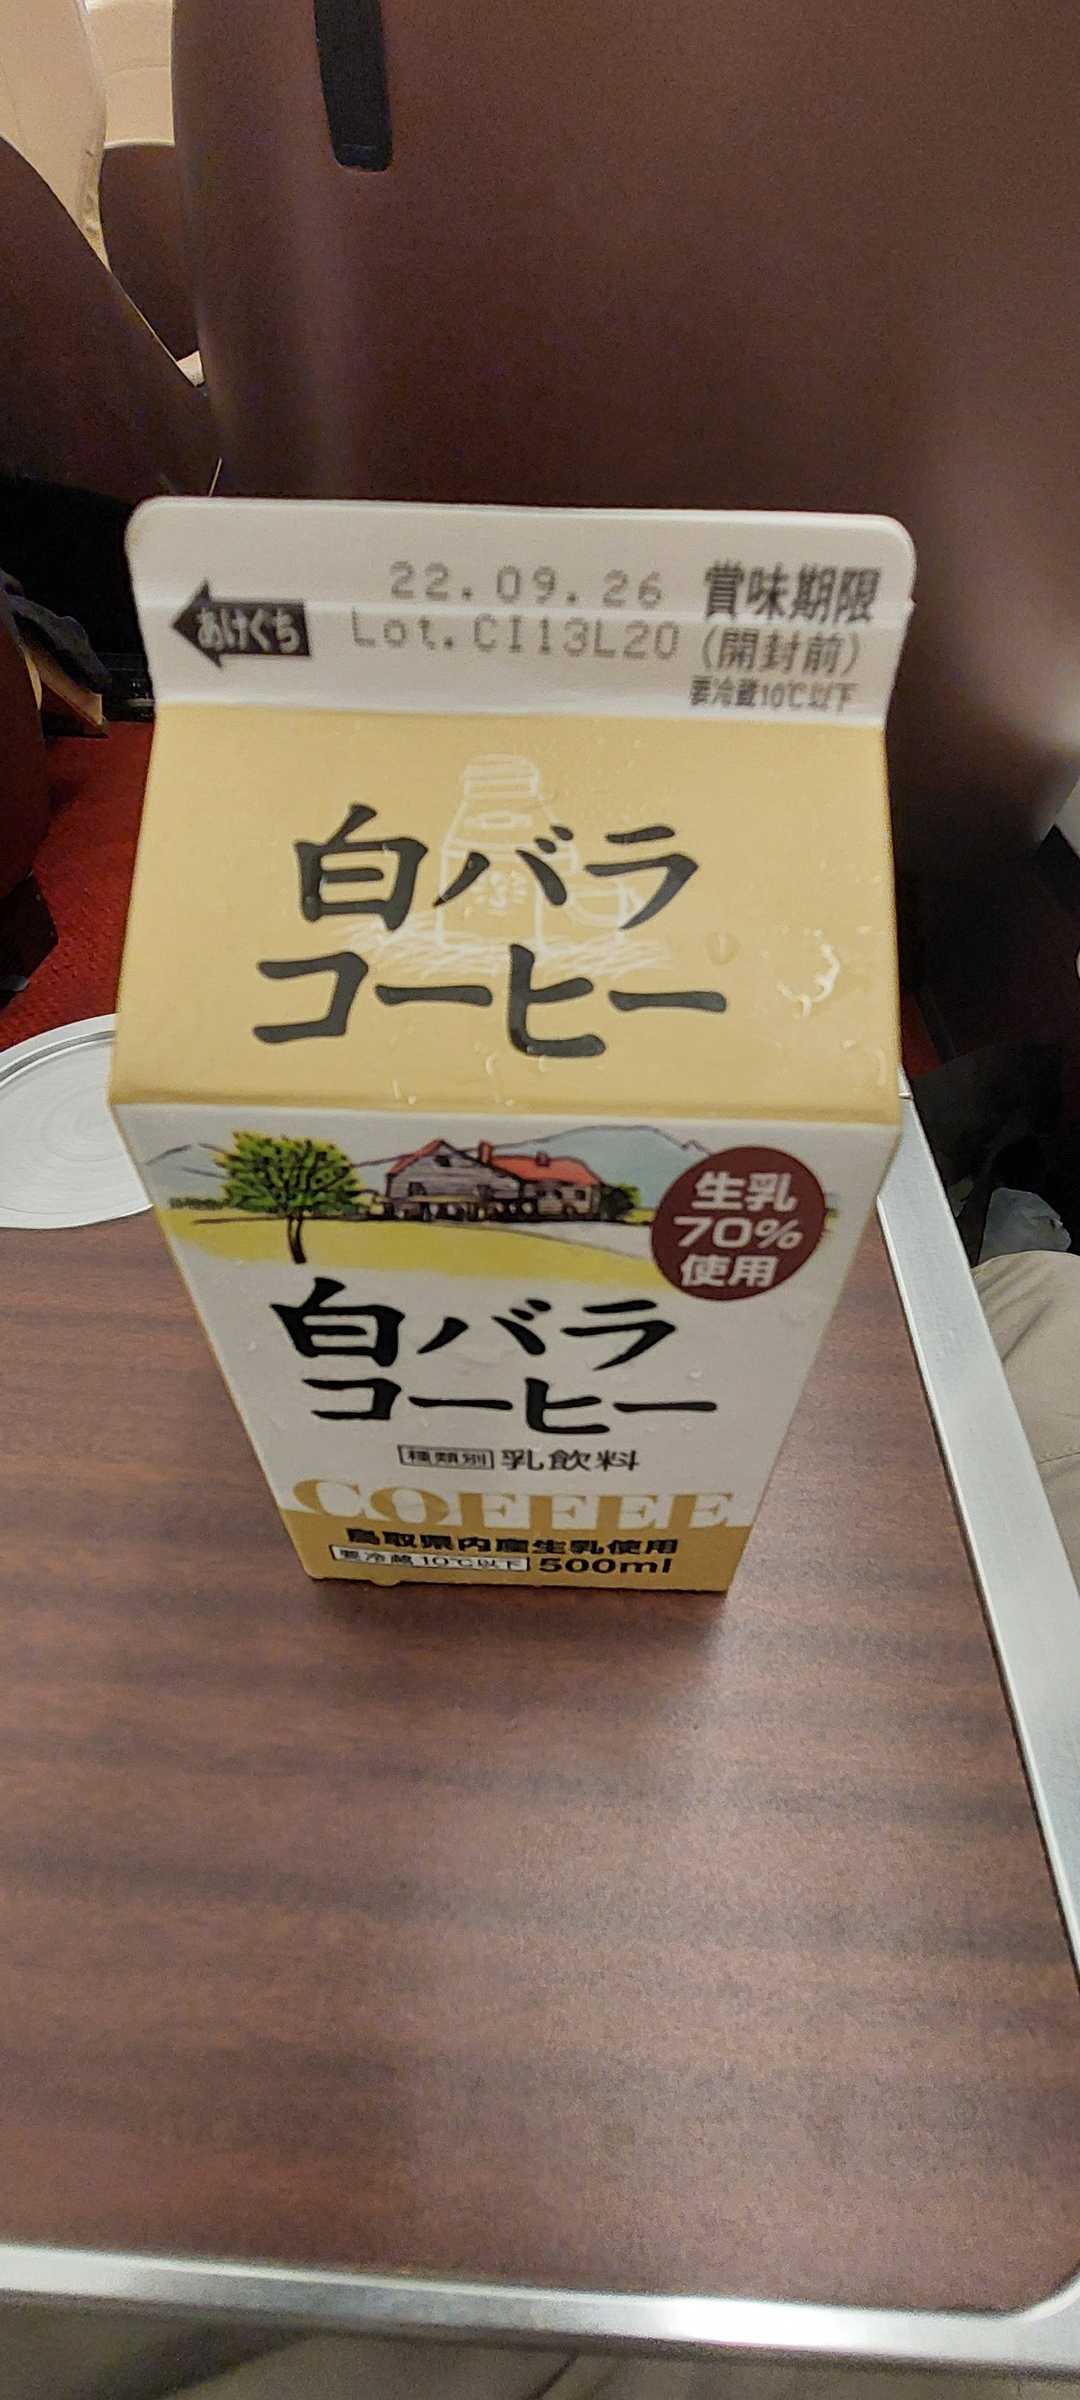 あけぐち
22.09.26
Lot.CI13L20
賞味期限
(開封前)
要冷蔵10℃以下
白バラ
コーヒー
生乳
70%
使用
白バラ
コーヒー
種類別 乳飲料
COFFEE
鳥取県内産生乳使用
要冷蔵10℃以下 500ml